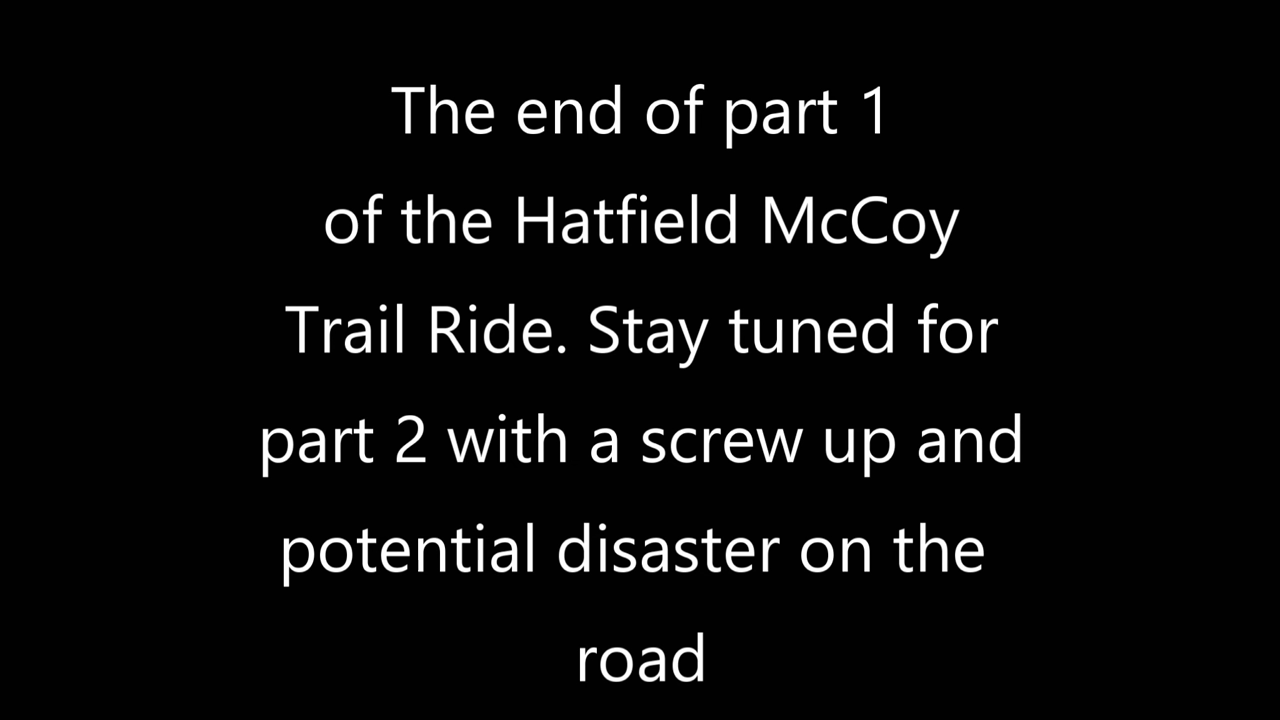 The end of part 1
of the Hatfield McCoy
Trail Ride. Stay tuned for
part 2 with a screw up and
potential disaster on the
road